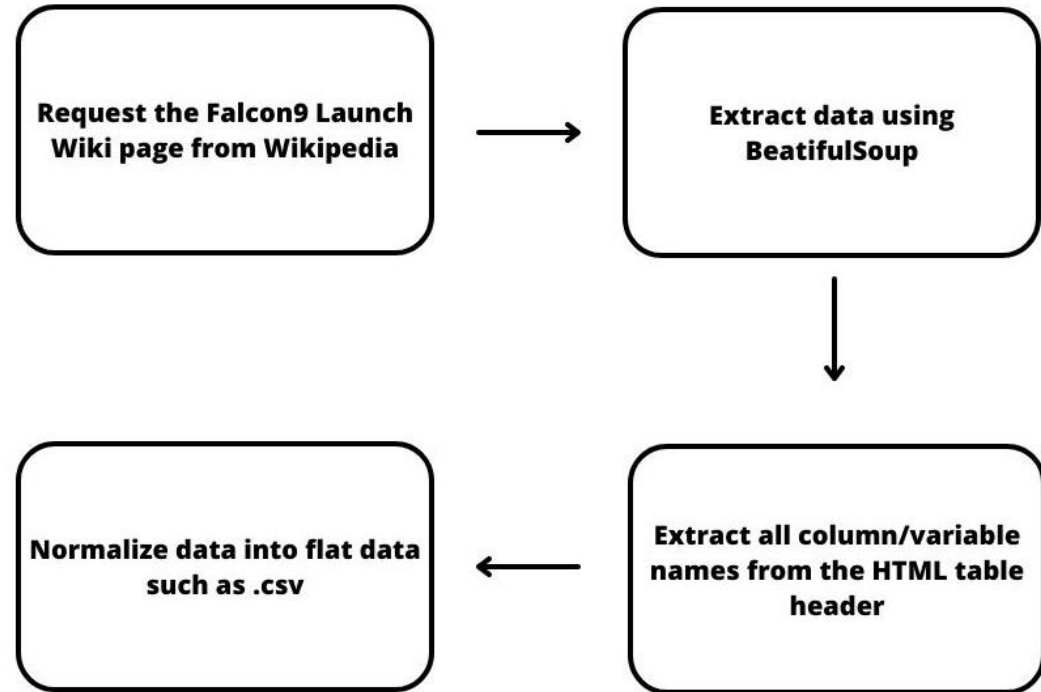 Request the Falcon9 Launch
Wiki page from Wikipedia
Extract data using
BeatifulSoup
Extract all column/variable
names from the HTML table
header
Normalize data into flat data
such as .csv